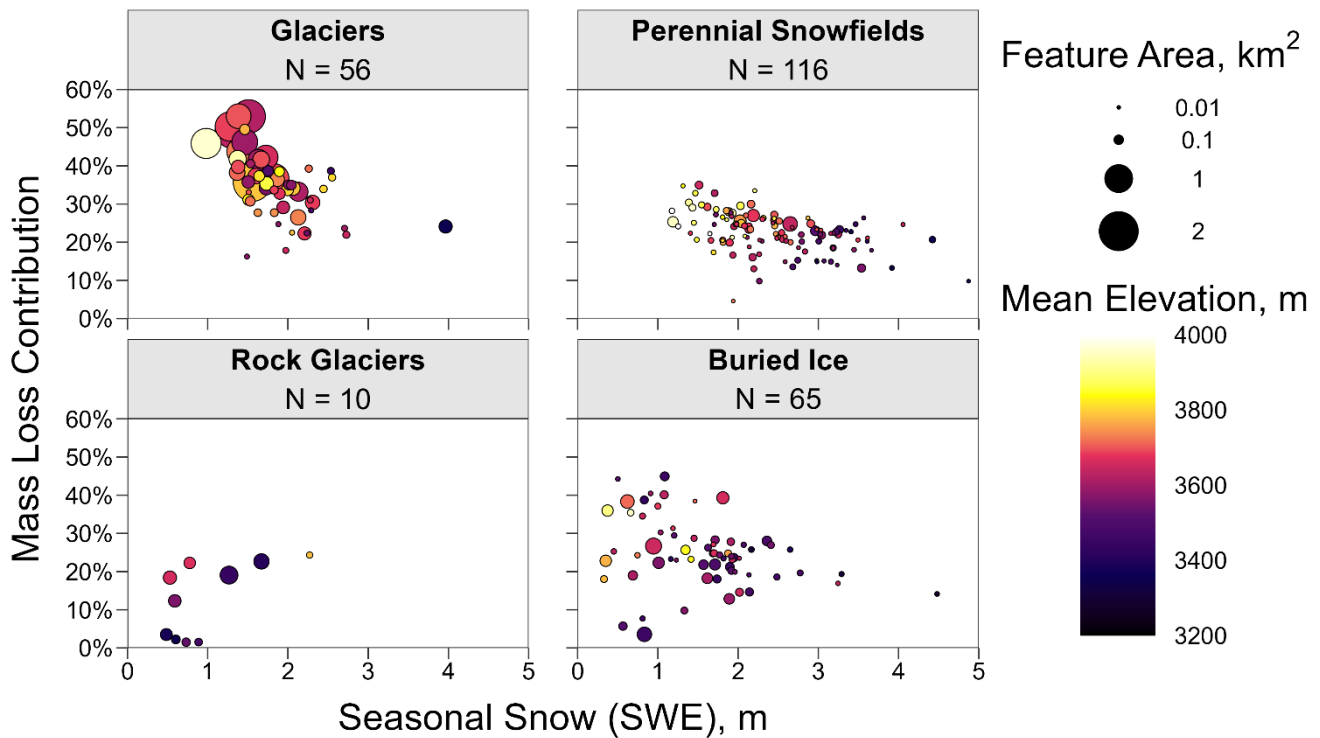 Glaciers
N = 56
Perennial Snowfields
N = 116
Rock Glaciers
N = 10
Buried Ice
N = 65
60%
50%
40%
30%
20%
10%
0%
60%
50%
40%
30%
20%
10%
0%
0 1 2 3 4 5
0 1 2 3 4 5
Mass Loss Contribution
Seasonal Snow (SWE), m
Feature Area, km²
0.01
0.1
1
2
Mean Elevation, m
4000
3800
3600
3400
3200